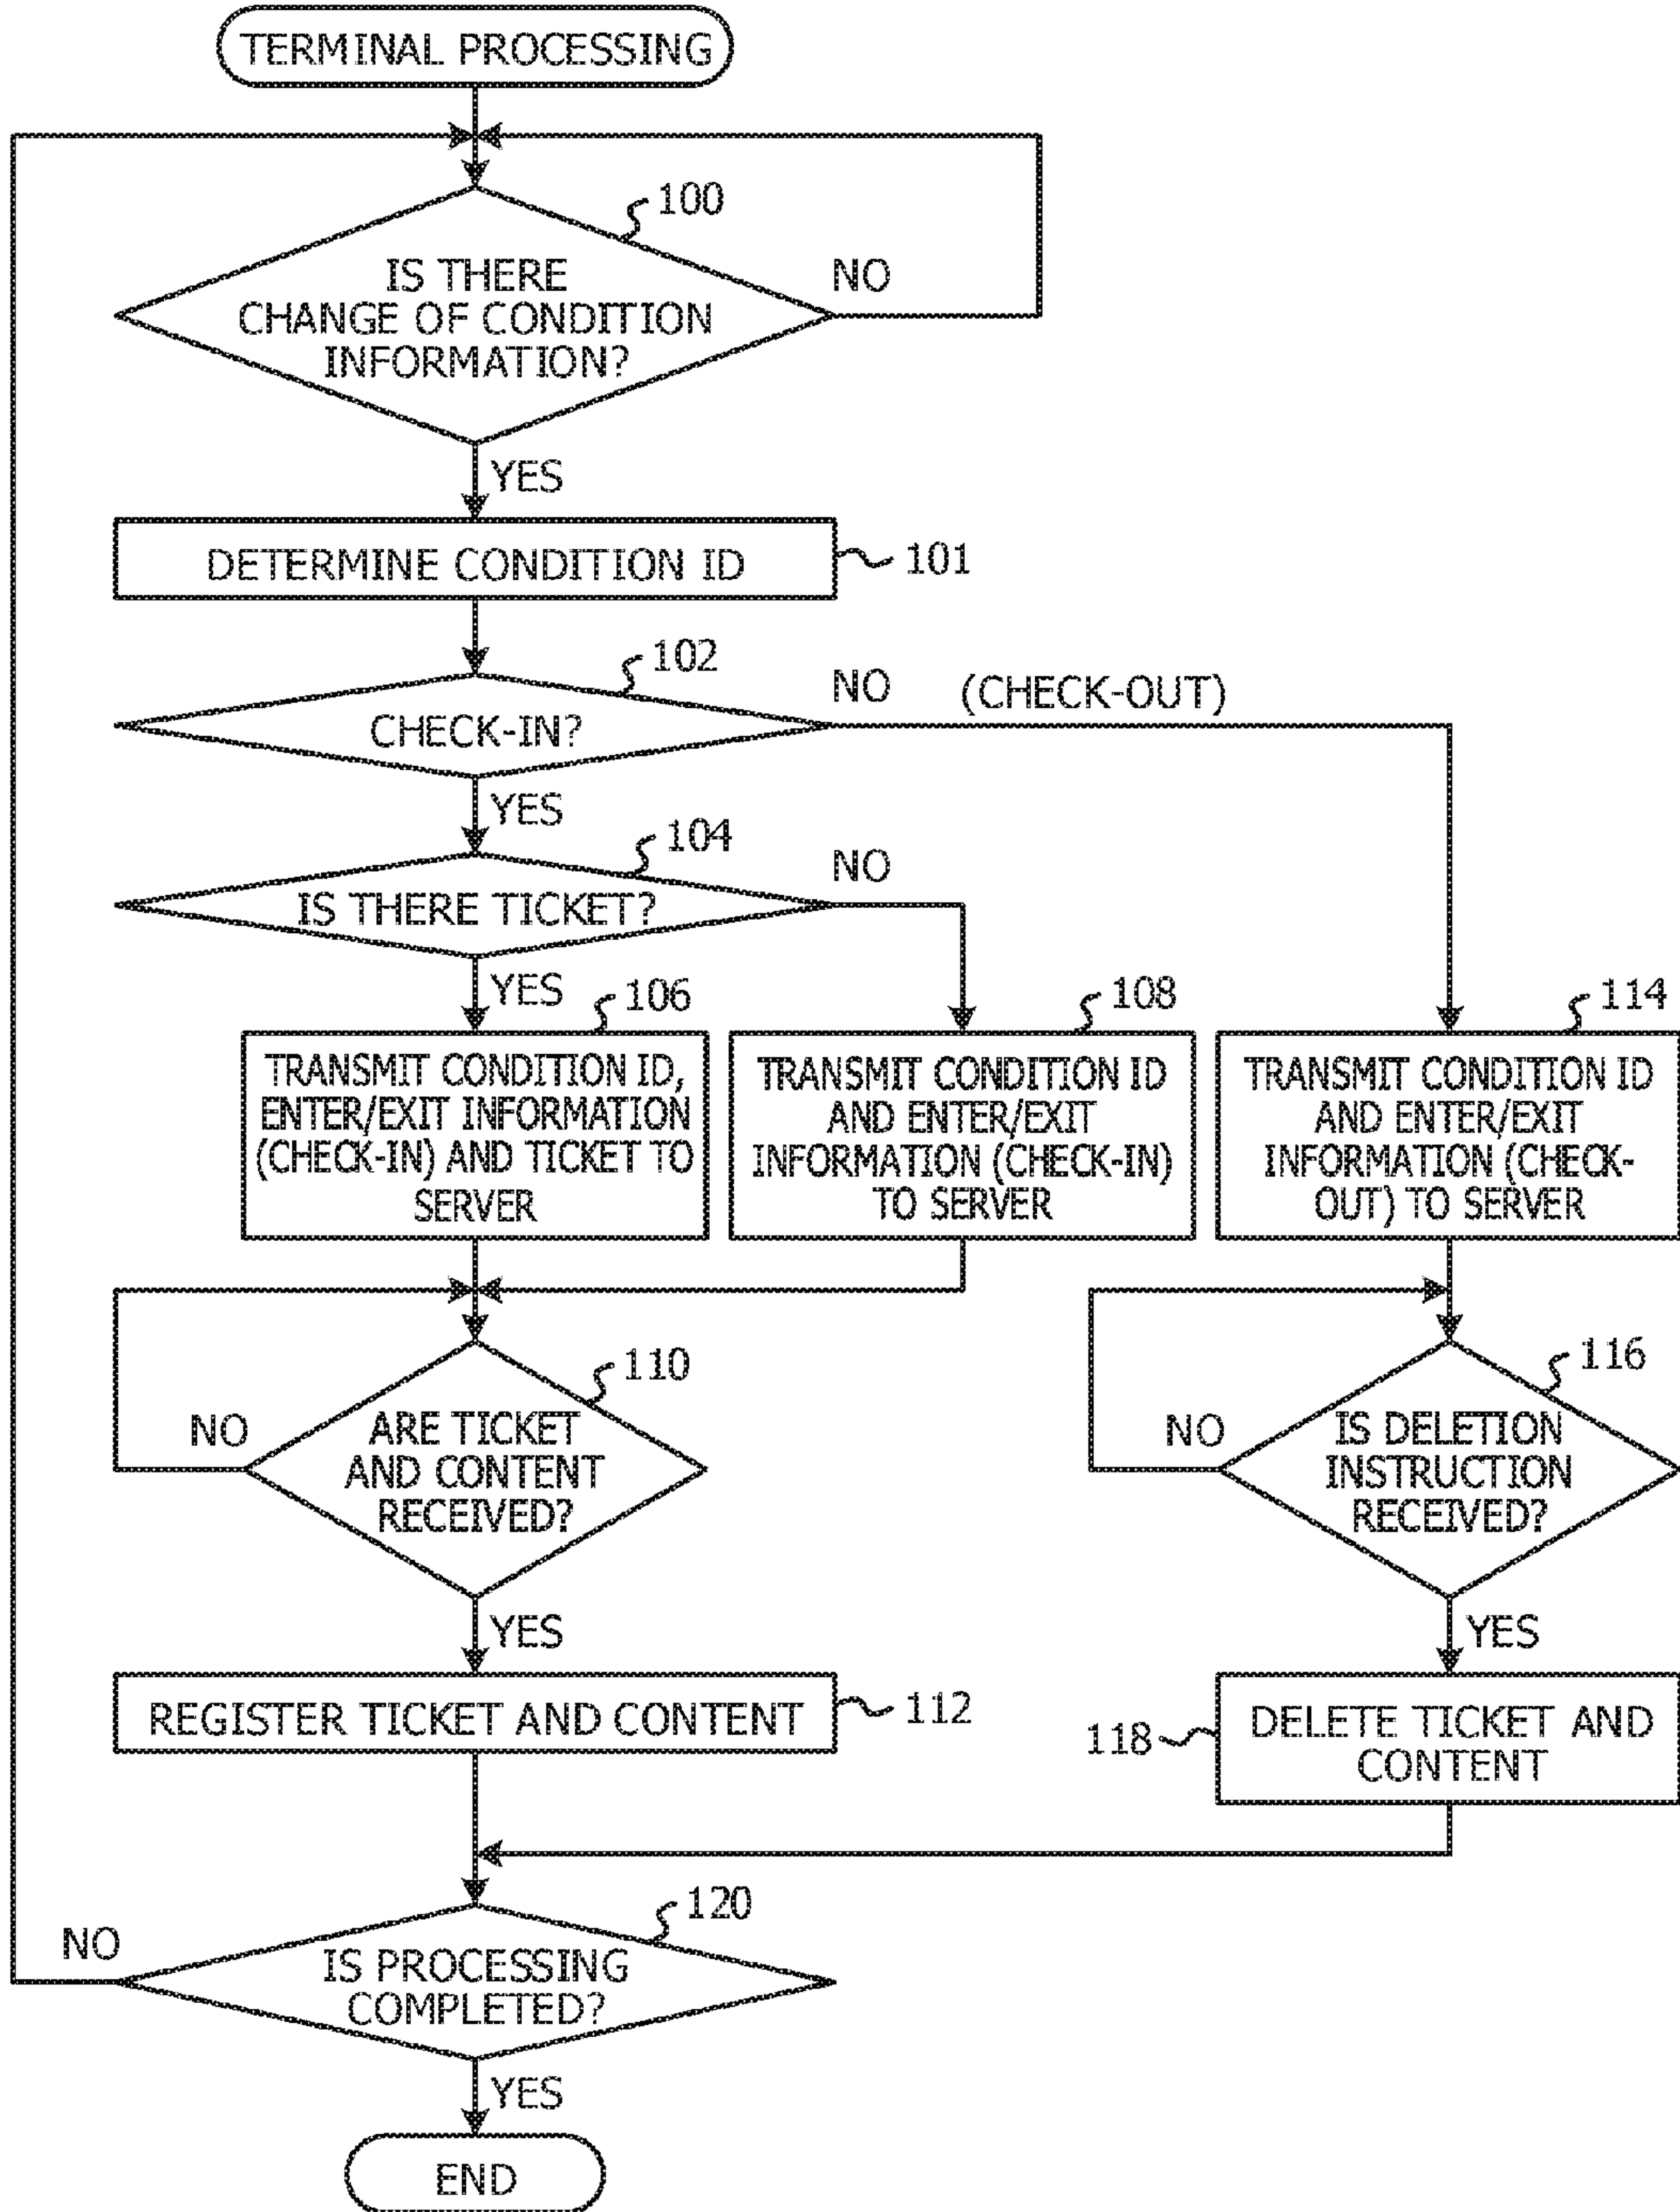 TERMINAL PROCESSING
100
IS THERE
CHANGE OF CONDITION
INFORMATION?
NO
YES
DETERMINE CONDITION ID
101
102
CHECK-IN?
NO (CHECK-OUT)
YES
104
IS THERE TICKET?
NO
YES
106
TRANSMIT CONDITION ID,
ENTER/EXIT INFORMATION
(CHECK-IN) AND TICKET TO
SERVER
108
TRANSMIT CONDITION ID
AND ENTER/EXIT
INFORMATION (CHECK-IN)
TO SERVER
114
TRANSMIT CONDITION ID
AND ENTER/EXIT
INFORMATION (CHECK-
OUT) TO SERVER
110
ARE TICKET
AND CONTENT
RECEIVED?
NO
YES
116
IS DELETION
INSTRUCTION
RECEIVED?
NO
YES
REGISTER TICKET AND CONTENT
112
118
DELETE TICKET AND
CONTENT
120
IS PROCESSING
COMPLETED?
NO
YES
END